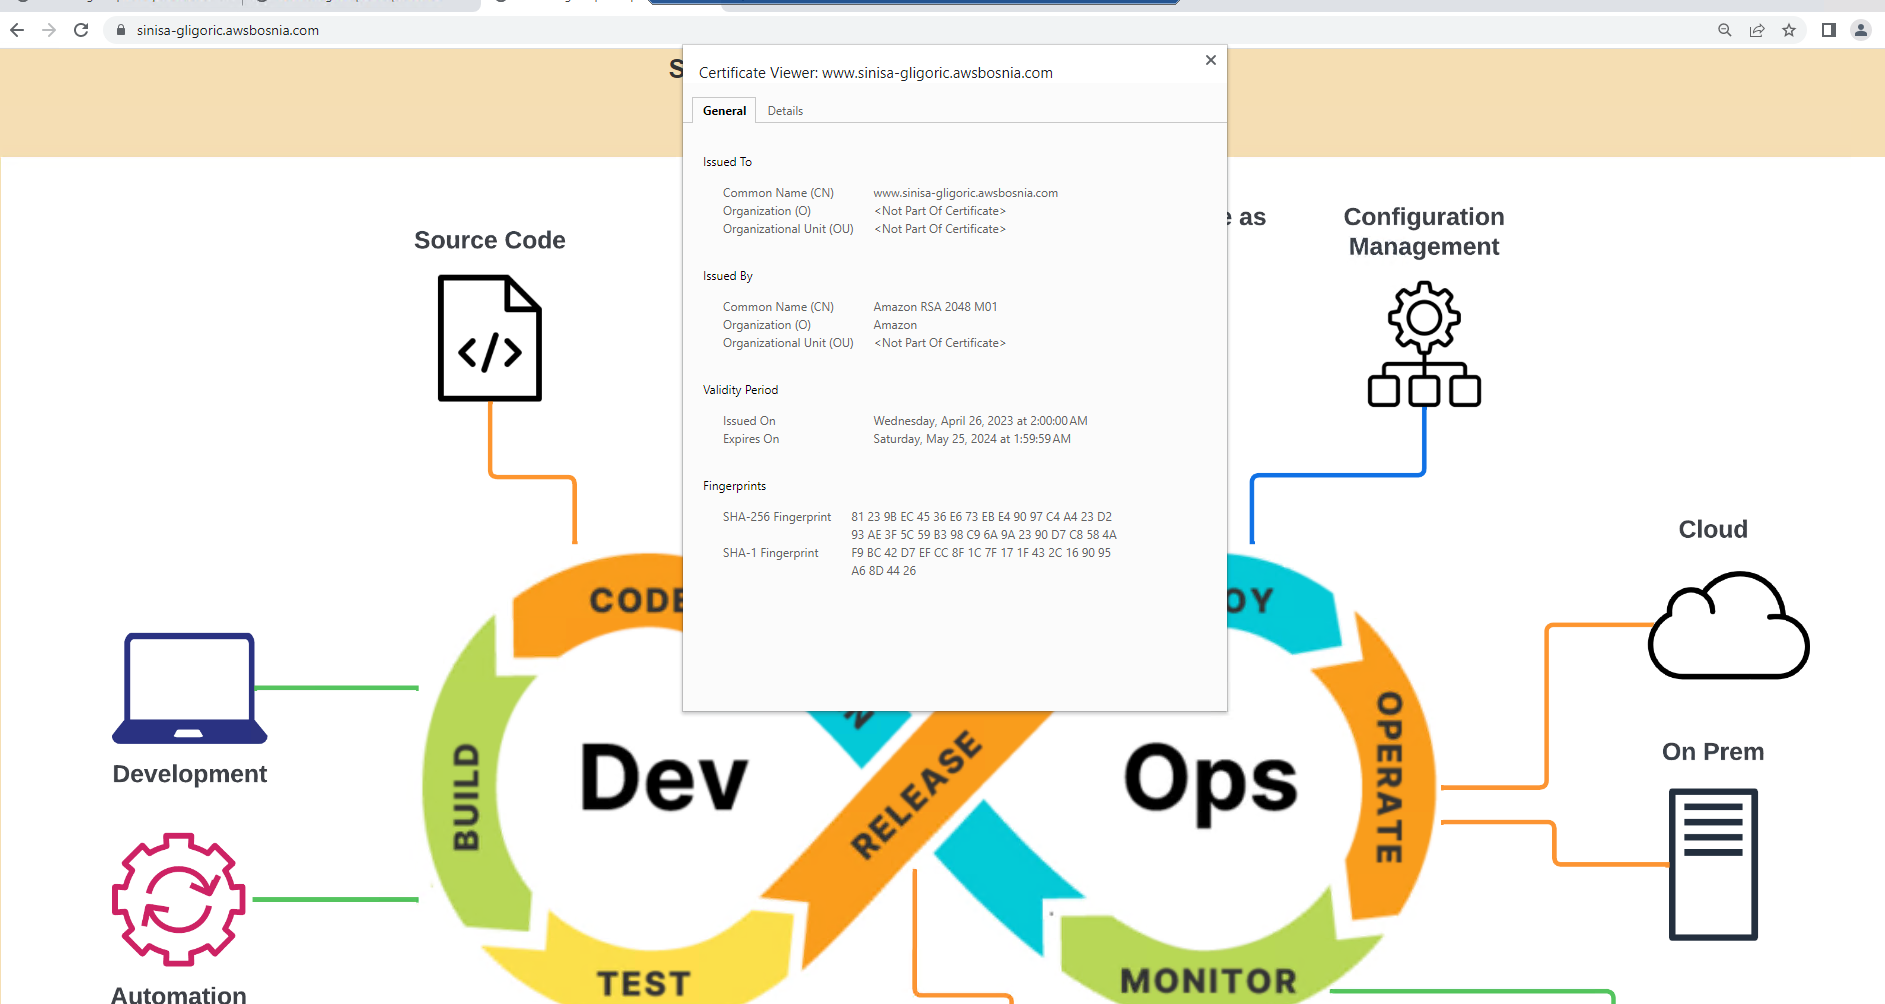 sinisa-gligoric.awsbosnia.com
S
Certificate Viewer: www.sinisa-gligoric.awsbosnia.com
General
Details
Issued To
Common Name (CN) www.sinisa-gligoric.awsbosnia.com
Organization (O) <Not Part Of Certificate>
Organizational Unit (OU) <Not Part Of Certificate>
Issued By
Common Name (CN) Amazon RSA 2048 M01
Organization (O) Amazon
Organizational Unit (OU) <Not Part Of Certificate>
Validity Period
Issued On Wednesday, April 26, 2023 at 2:00:00 AM
Expires On Saturday, May 25, 2024 at 1:59:59 AM
Fingerprints
SHA-256 Fingerprint 81 23 9B EC 45 36 E6 73 EB E4 90 97 C4 A4 23 D2
93 AE 3F 5C 59 B3 98 C9 6A 9A 23 90 D7 C8 58 4A
SHA-1 Fingerprint F9 BC 42 D7 EF CC 8F 1C 7F 17 1F 43 2C 16 90 95
A6 8D 44 26
Source Code
</>
e as
Configuration
Management
Cloud
CODE
OY
OPERATE
On Prem
Development
BUILD
Dev
N
RELEASE
Ops
TEST
MONITOR
Automation